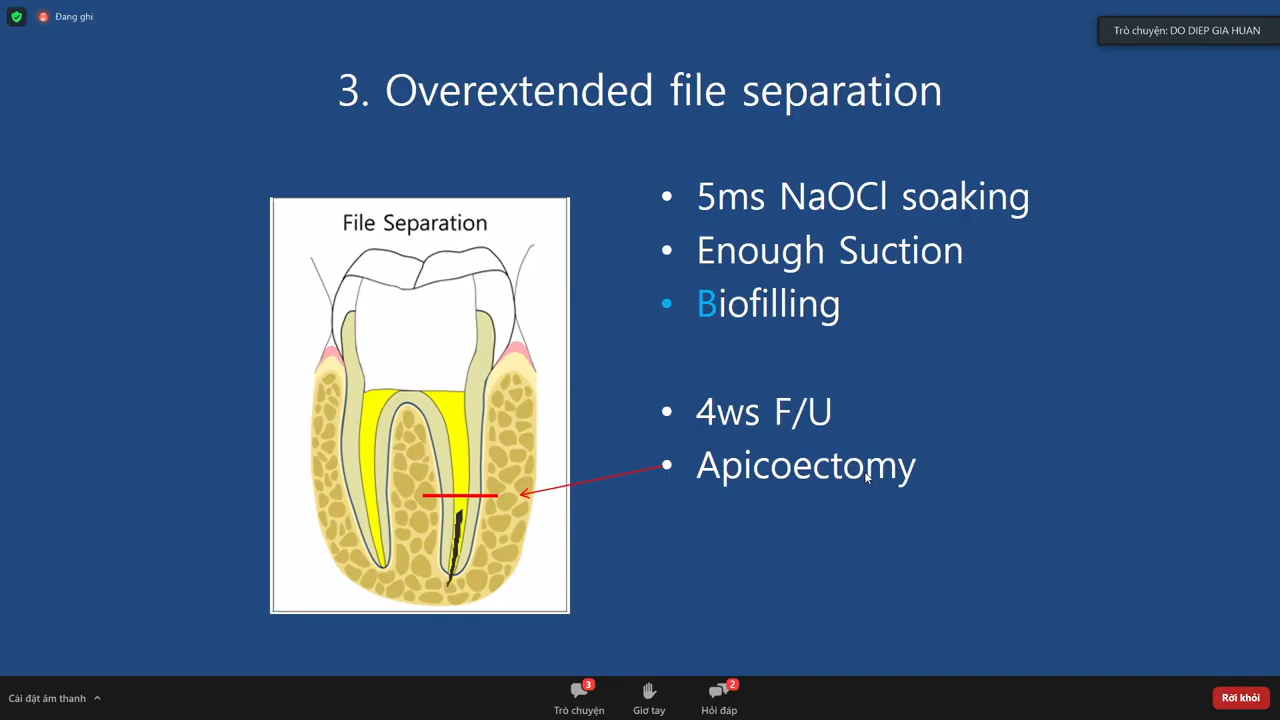 Đang ghi
Trò chuyện: DO DIEP GIA HUAN
3. Overextended file separation
File Separation
• 5ms NaOCl soaking
• Enough Suction
• Biofilling
• 4ws F/U
• Apicoectomy
Cài đặt âm thanh
3
Trò chuyện
Giơ tay
2
Hỏi đáp
Rời khỏi